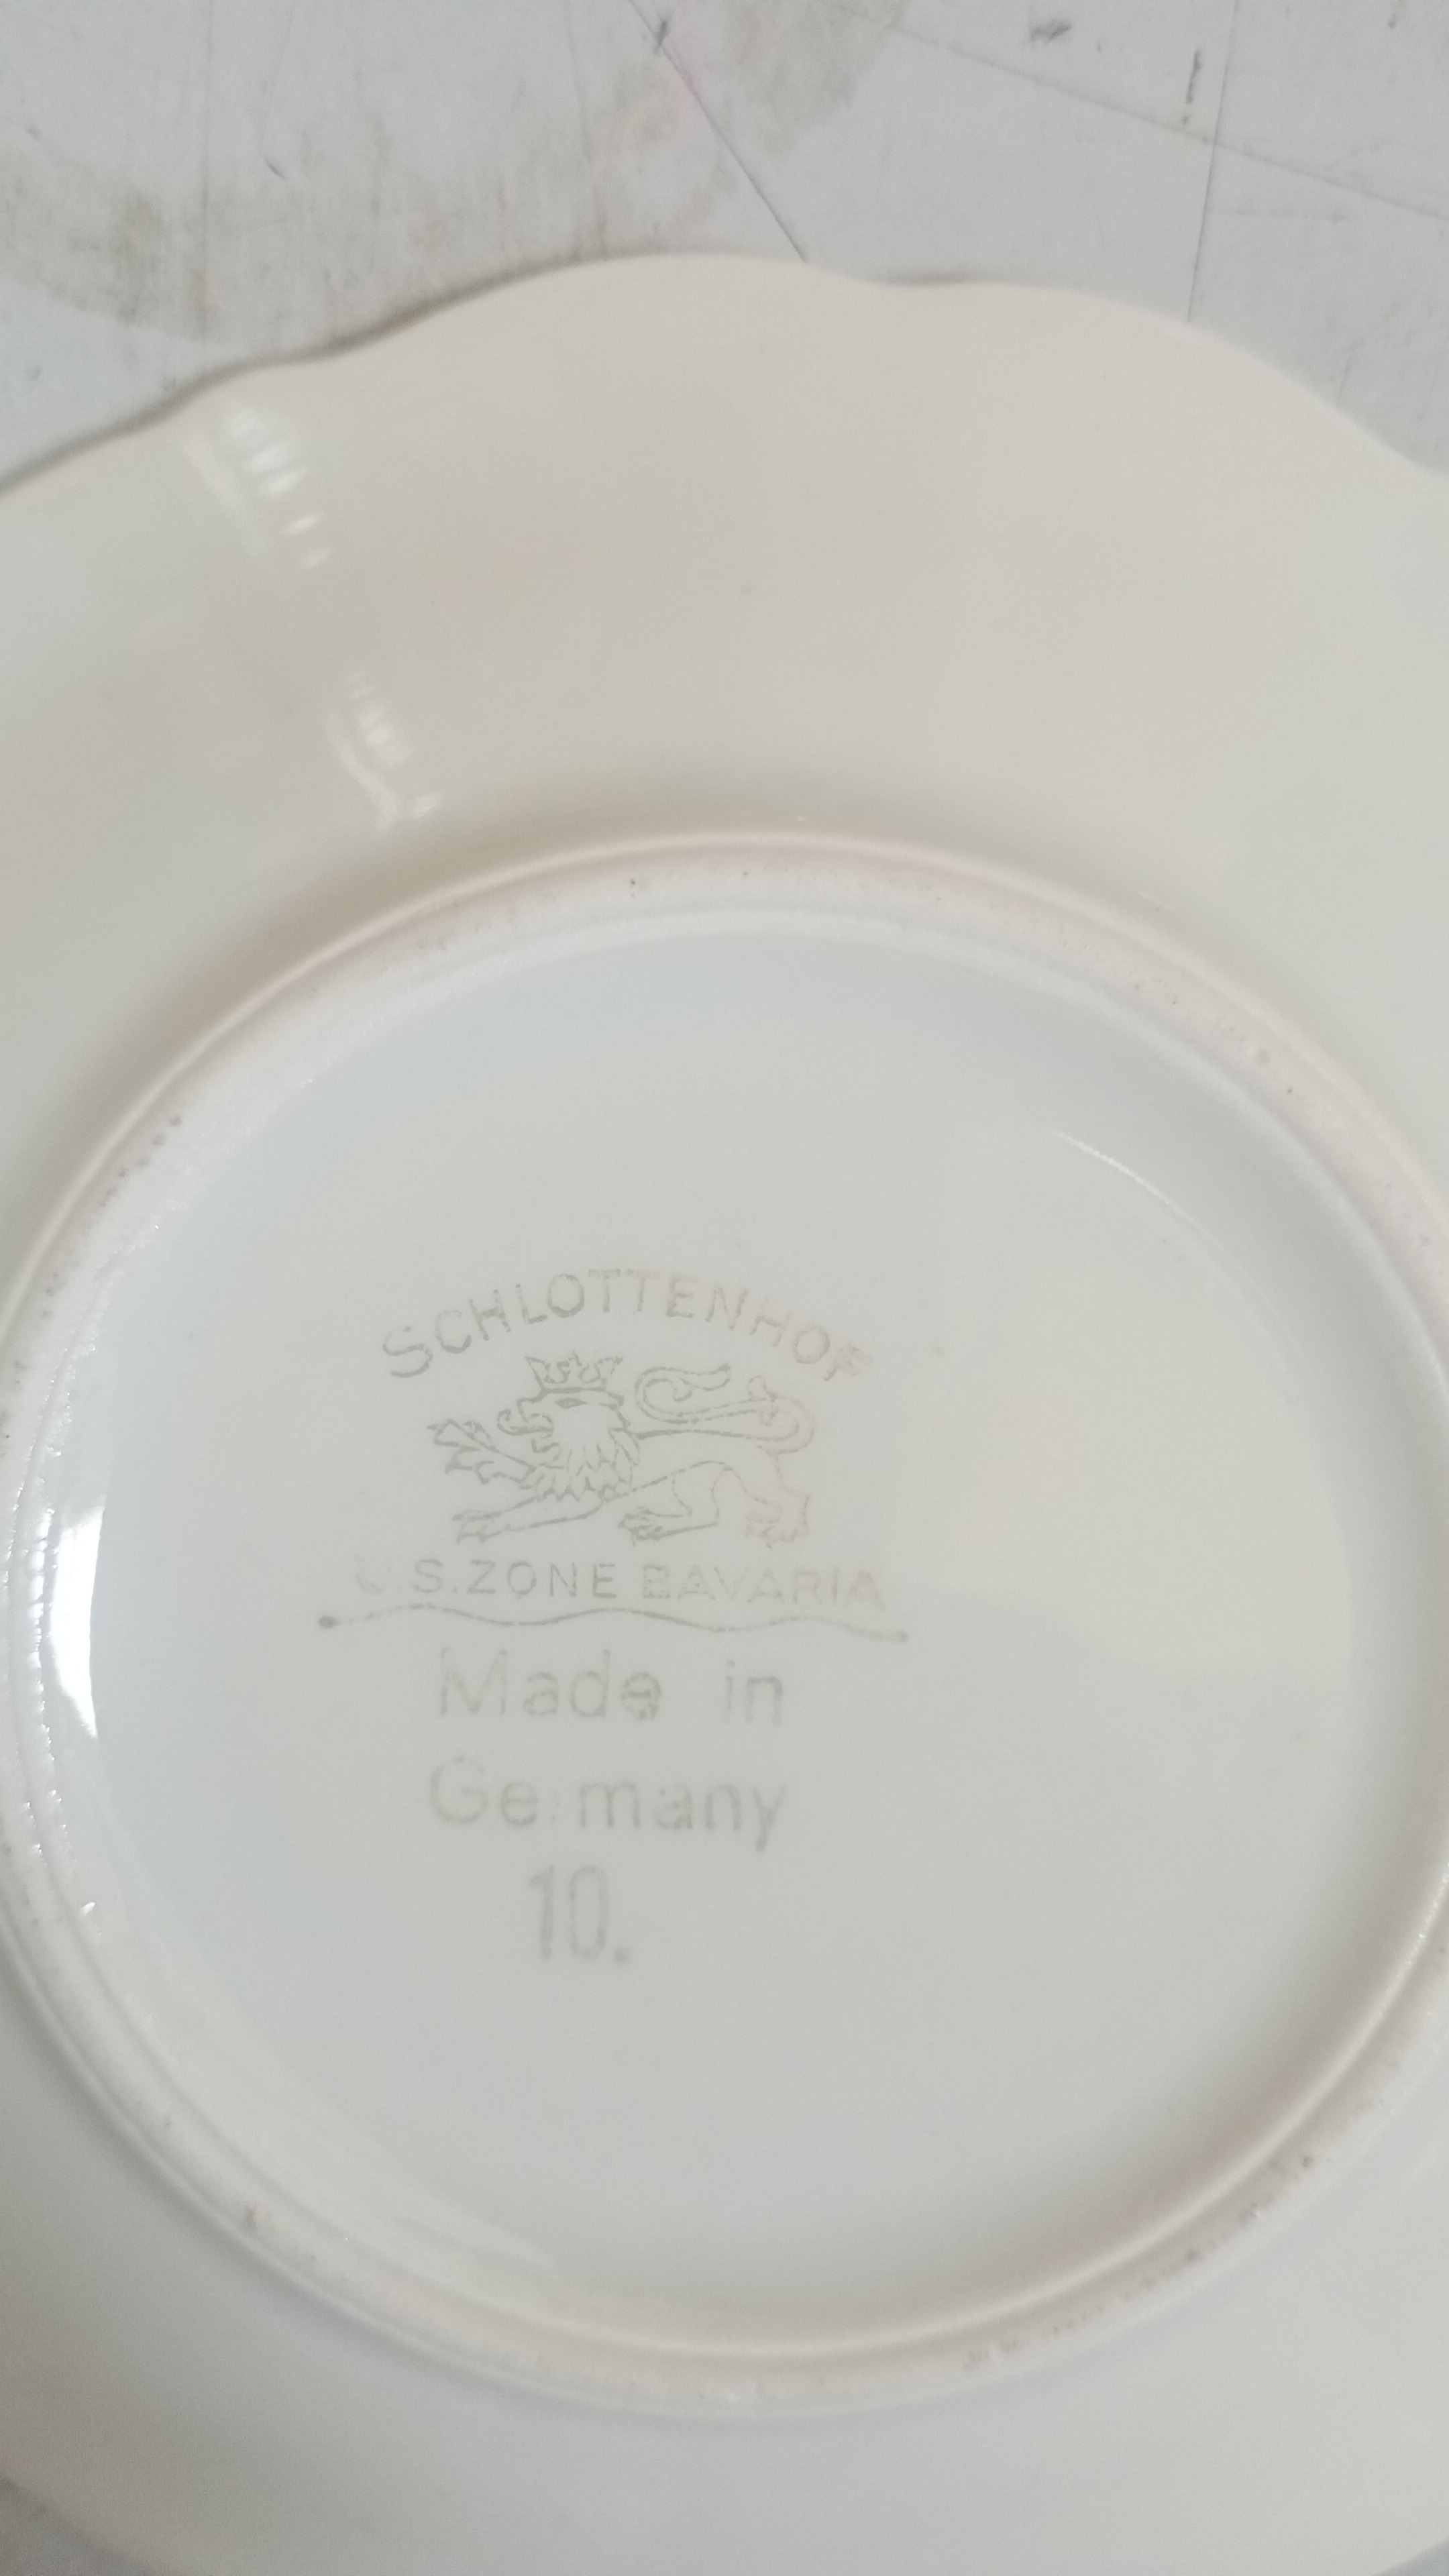 SCHLOTTENHOF
U.S.ZONE BAVARIA
Made in
Germany
10.